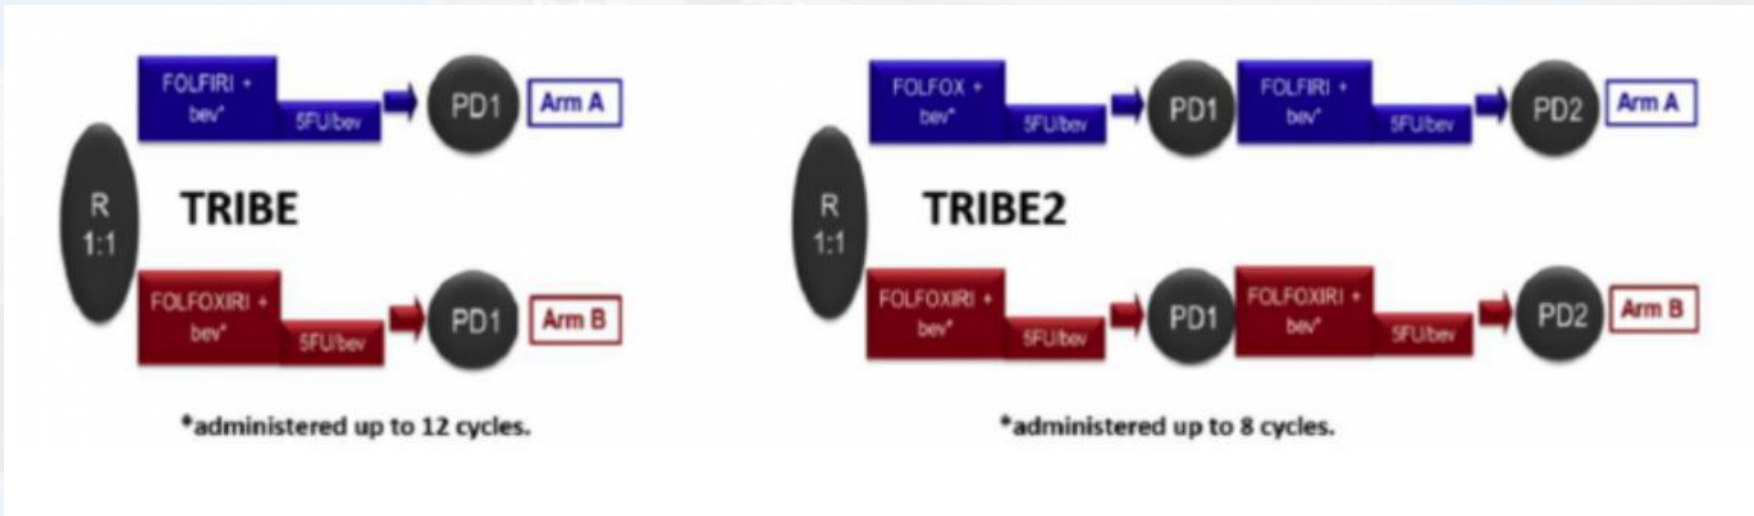 FOLFIRI +
bev*
5FU/bev
PD1
Arm A
R
1:1
TRIBE
FOLFOXIRI +
bev*
5FU/bev
PD1
Arm B
*administered up to 12 cycles.
FOLFOX +
bev*
5FU/bev
PD1
FOLFIRI +
bev*
5FU/bev
PD2
Arm A
R
1:1
TRIBE2
FOLFOXIRI +
bev*
5FU/bev
PD1
FOLFOXIRI +
bev*
5FU/bev
PD2
Arm B
*administered up to 8 cycles.